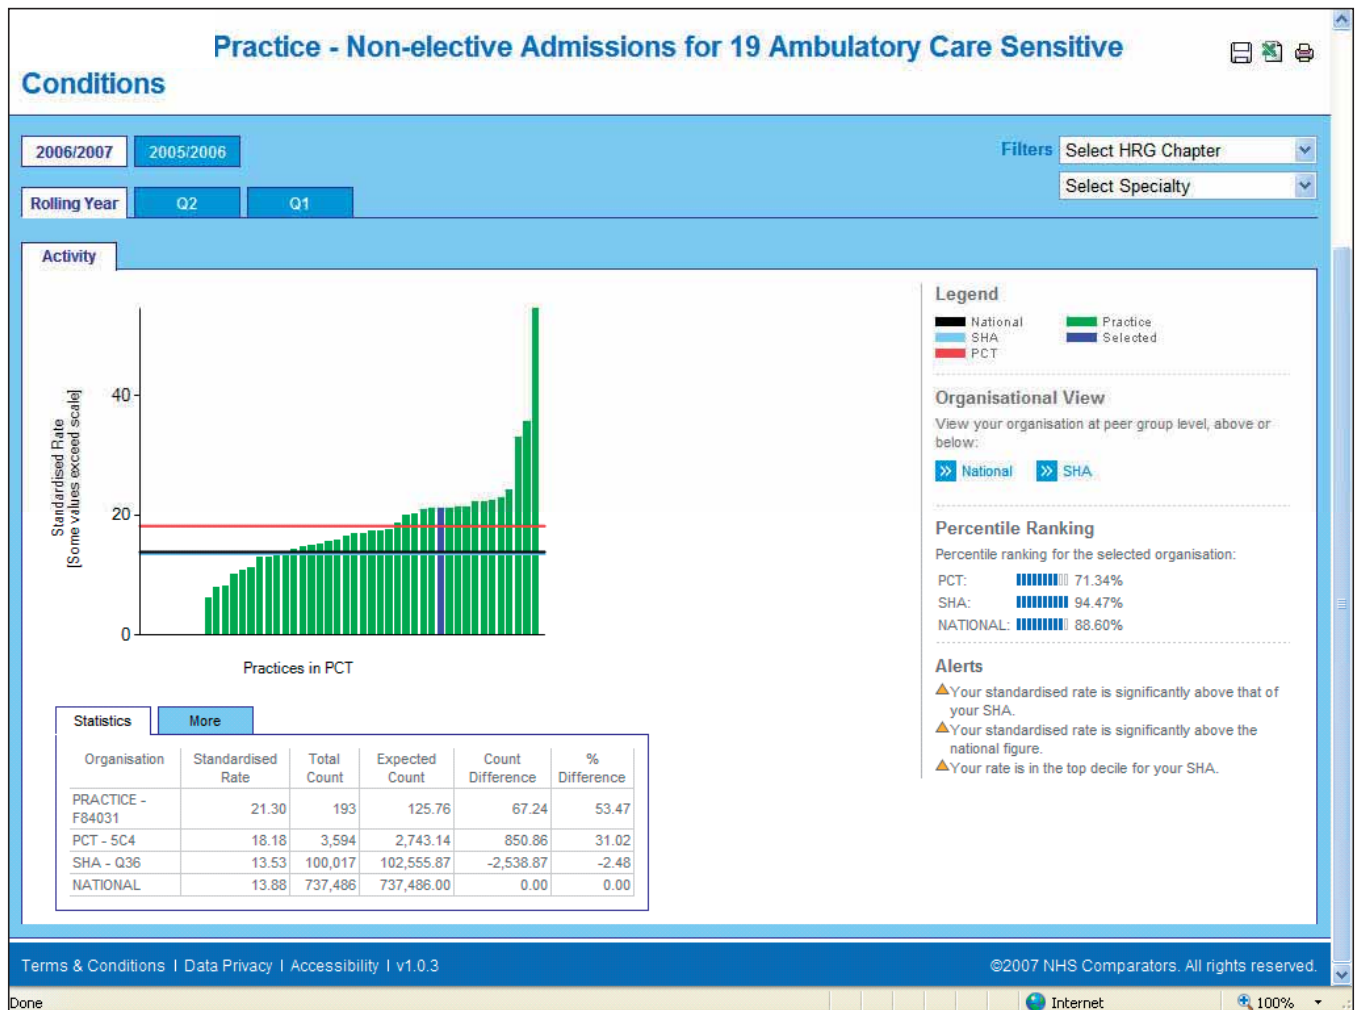 Practice - Non-elective Admissions for 19 Ambulatory Care Sensitive
Conditions
2006/2007 2005/2006
Filters Select HRG Chapter
Select Specialty
Rolling Year Q2 Q1
Activity
Standardised Rate
[Some values exceed scale]
40
20
0
Practices in PCT
Legend
National Practice
SHA Selected
PCT
Organisational View
View your organisation at peer group level, above or
below:
>> National >> SHA
Percentile Ranking
Percentile ranking for the selected organisation:
PCT: 71.34%
SHA: 94.47%
NATIONAL: 88.60%
Alerts
Your standardised rate is significantly above that of
your SHA.
Your standardised rate is significantly above the
national figure.
Your rate is in the top decile for your SHA.
Statistics More
Organisation Standardised Rate Total Count Expected Count Count Difference % Difference
PRACTICE - F84031 21.30 193 125.76 67.24 53.47
PCT - 5C4 18.18 3,594 2,743.14 850.86 31.02
SHA - Q36 13.53 100,017 102,555.87 -2,538.87 -2.48
NATIONAL 13.88 737,486 737,486.00 0.00 0.00
Terms & Conditions | Data Privacy | Accessibility | v1.0.3 ©2007 NHS Comparators. All rights reserved.
Done Internet 100%